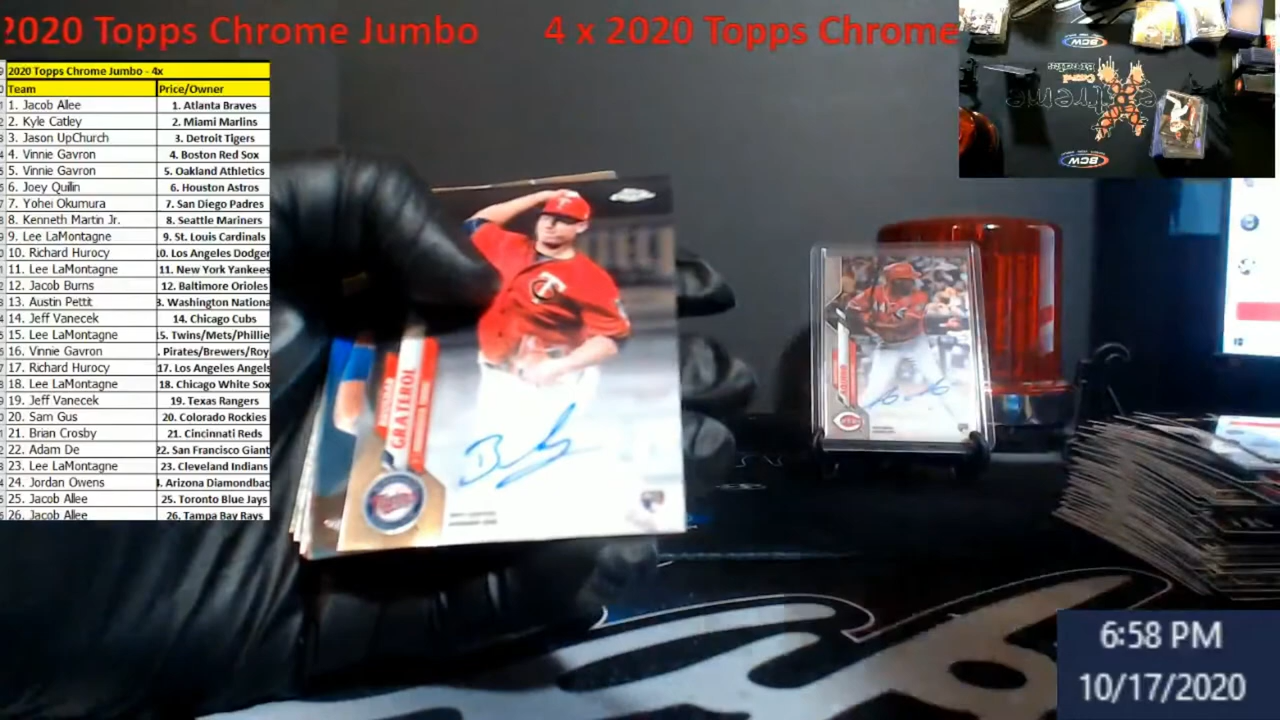 2020 Topps Chrome Jumbo 4 x 2020 Topps Chrome
2020 Topps Chrome Jumbo - 4x
Team Price/Owner
1. Jacob Allee 1. Atlanta Braves
2. Kyle Catley 2. Miami Marlins
3. Jason UpChurch 3. Detroit Tigers
4. Vinnie Gavron 4. Boston Red Sox
5. Vinnie Gavron 5. Oakland Athletics
6. Joey Quilin 6. Houston Astros
7. Yohei Okumura 7. San Diego Padres
8. Kenneth Martin Jr. 8. Seattle Mariners
9. Lee LaMontagne 9. St. Louis Cardinals
10. Richard Hurocy 10. Los Angeles Dodger
11. Lee LaMontagne 11. New York Yankees
12. Jacob Burns 12. Baltimore Orioles
13. Austin Pettit 3. Washington Nationa
14. Jeff Vanecek 14. Chicago Cubs
15. Lee LaMontagne 15. Twins/Mets/Phillie
16. Vinnie Gavron . Pirates/Brewers/Roy
17. Richard Hurocy 17. Los Angeles Angels
18. Lee LaMontagne 18. Chicago White Sox
19. Jeff Vanecek 19. Texas Rangers
20. Sam Gus 20. Colorado Rockies
21. Brian Crosby 21. Cincinnati Reds
22. Adam De 22. San Francisco Giant
23. Lee LaMontagne 23. Cleveland Indians
24. Jordan Owens 4. Arizona Diamondbac
25. Jacob Allee 25. Toronto Blue Jays
26. Jacob Allee 26. Tampa Bay Rays
BCW
extreme
Card Breaks
BCW
GRATEROL
AQUINO
6:58 PM
10/17/2020